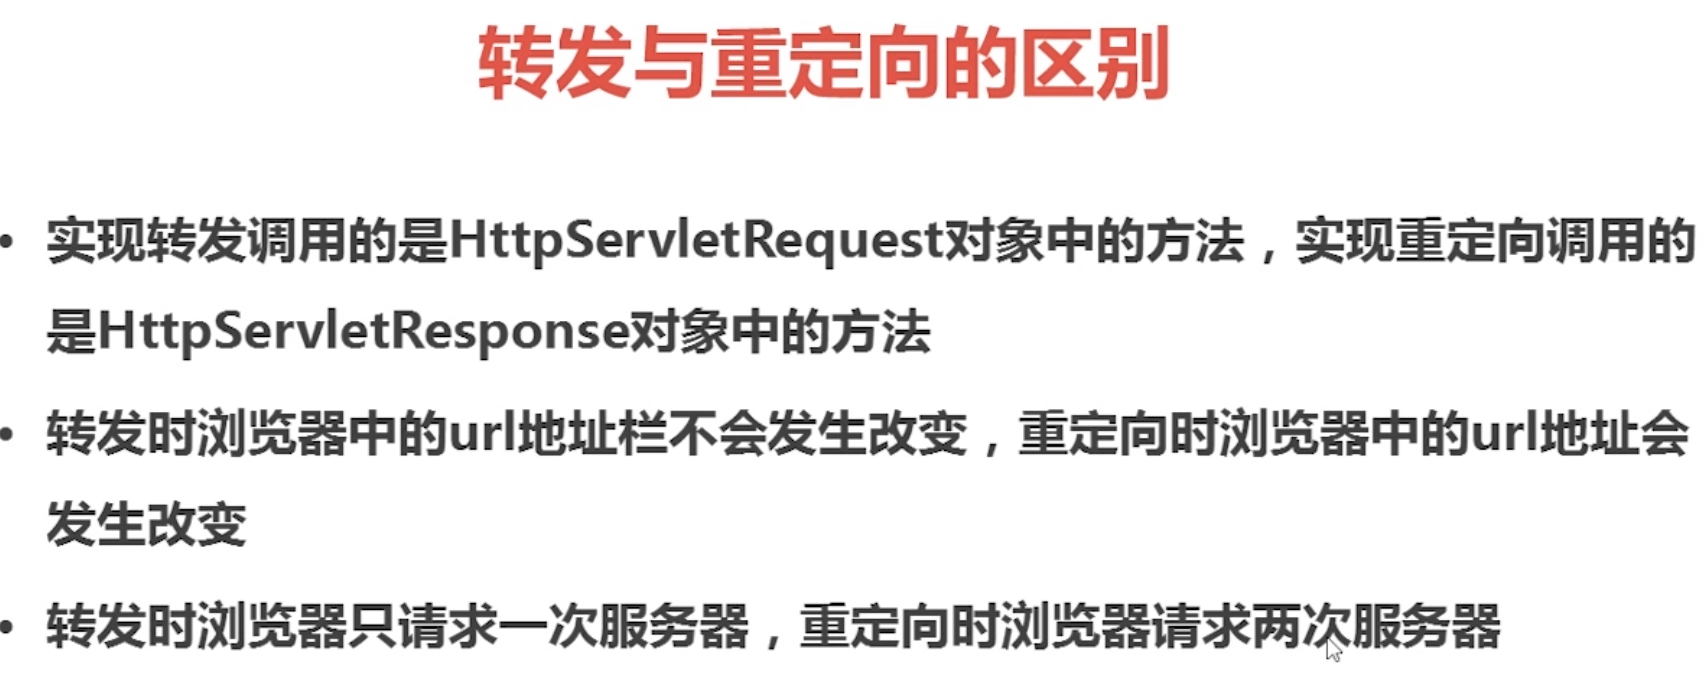 转发与重定向的区别
• 实现转发调用的是HttpServletRequest对象中的方法，实现重定向调用的
是HttpServletResponse对象中的方法
• 转发时浏览器中的url地址栏不会发生改变，重定向时浏览器中的url地址会
发生改变
• 转发时浏览器只请求一次服务器，重定向时浏览器请求两次服务器